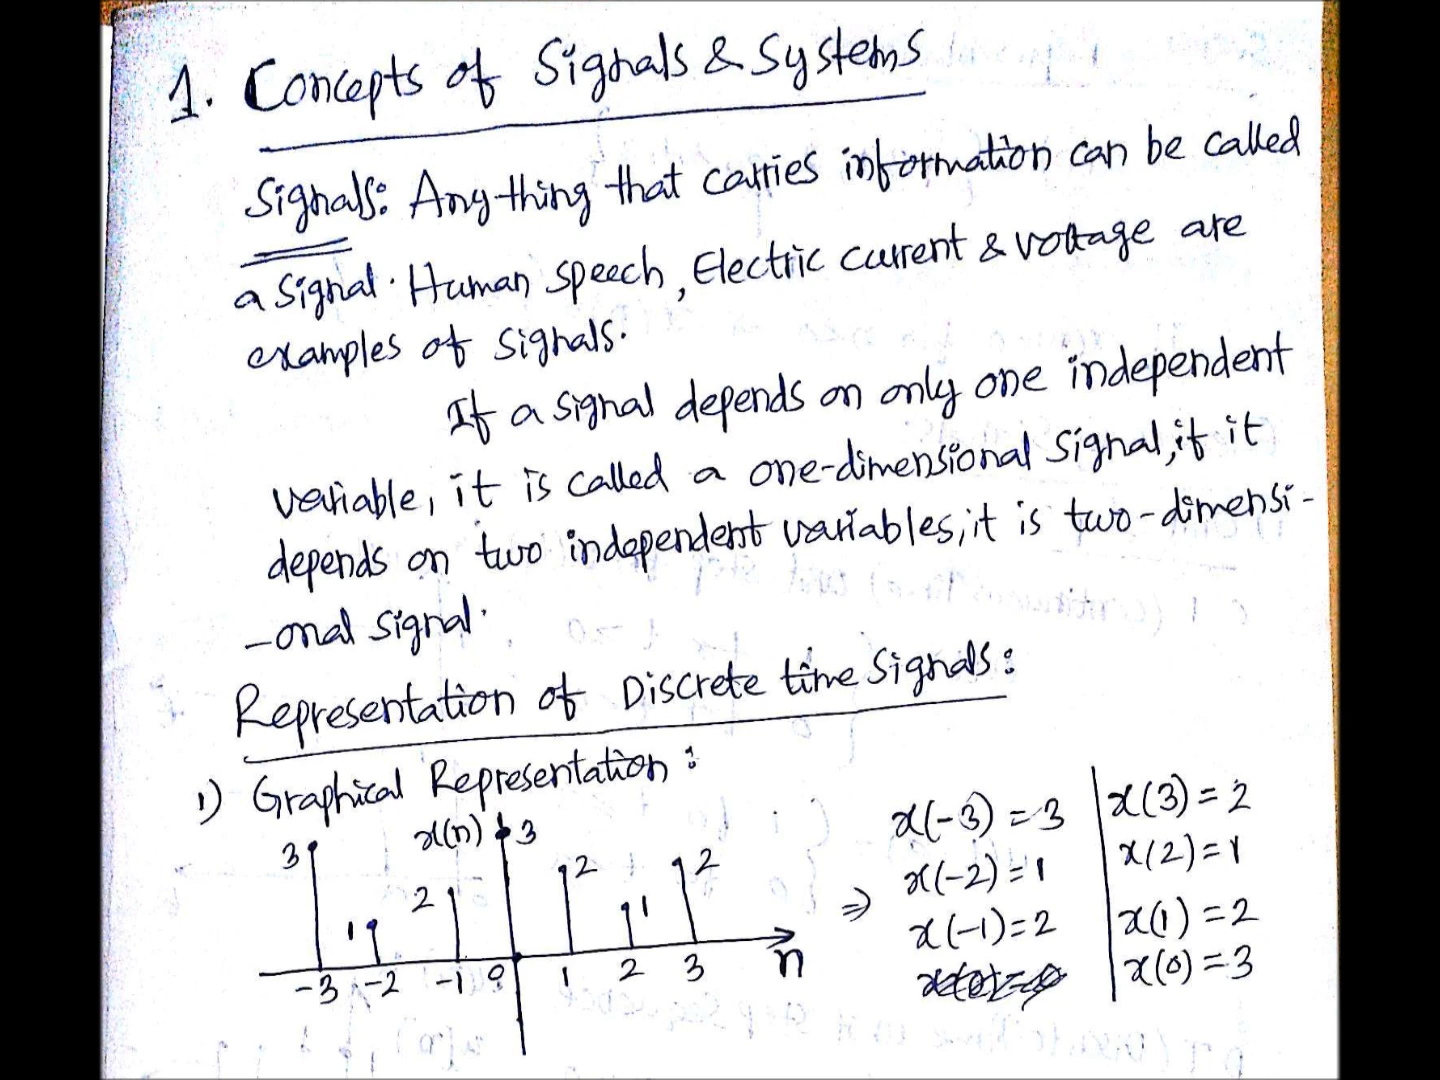 1. Concepts of Signals & Systems
Signals: Anything that carries information can be called
a signal. Human speech, Electric current & voltage are
examples of signals.
If a signal depends on only one independent
variable, it is called a one-dimensional signal, if it
depends on two independent variables, it is two-dimensi-
-onal signal.
Representation of Discrete time Signals:
1) Graphical Representation:
x(n) 3
3 1 2 2 1 2
-3 -2 -1 0 1 2 3 n
⇒
x(-3) = 3
x(-2) = 1
x(-1) = 2
x(3) = 2
x(2) = 1
x(1) = 2
x(0) = 3